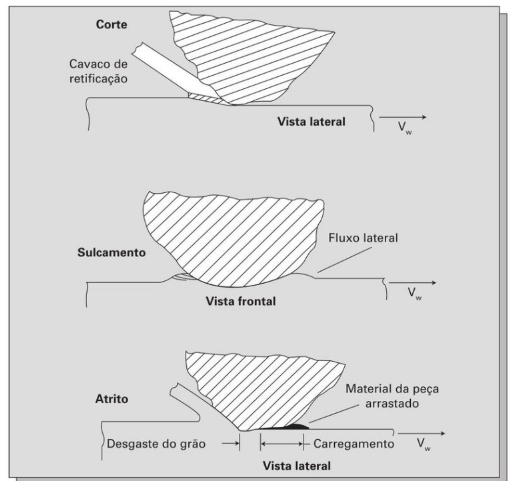 Corte
Cavaco de
retificação
Vista lateral
V_w
Sulcamento
Fluxo lateral
Vista frontal
V_w
Atrito
Material da peça
arrastado
Desgaste do grão
Carregamento
V_w
Vista lateral